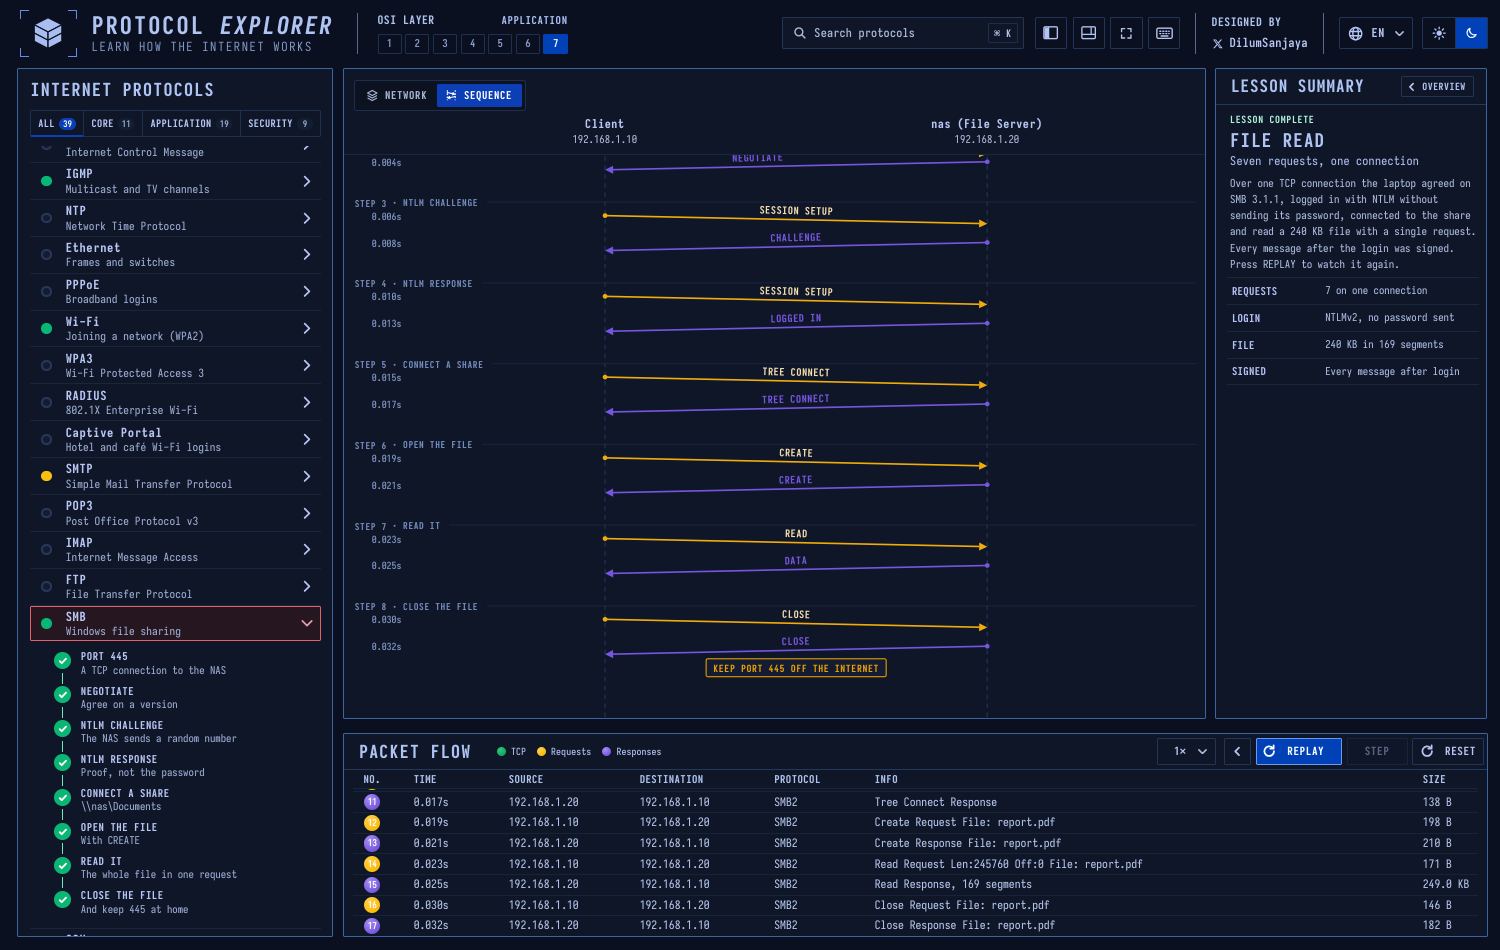 PROTOCOL EXPLORER
LEARN HOW THE INTERNET WORKS
OSI LAYER
APPLICATION
1 2 3 4 5 6 7
Search protocols
⌘ K
DESIGNED BY
DilumSanjaya
EN
INTERNET PROTOCOLS
ALL 39
CORE 11
APPLICATION 19
SECURITY 9
Internet Control Message
IGMP
Multicast and TV channels
NTP
Network Time Protocol
Ethernet
Frames and switches
PPPoE
Broadband logins
Wi-Fi
Joining a network (WPA2)
WPA3
Wi-Fi Protected Access 3
RADIUS
802.1X Enterprise Wi-Fi
Captive Portal
Hotel and café Wi-Fi logins
SMTP
Simple Mail Transfer Protocol
POP3
Post Office Protocol v3
IMAP
Internet Message Access
FTP
File Transfer Protocol
SMB
Windows file sharing
PORT 445
A TCP connection to the NAS
NEGOTIATE
Agree on a version
NTLM CHALLENGE
The NAS sends a random number
NTLM RESPONSE
Proof, not the password
CONNECT A SHARE
\\nas\Documents
OPEN THE FILE
With CREATE
READ IT
The whole file in one request
CLOSE THE FILE
And keep 445 at home
NETWORK
SEQUENCE
Client
192.168.1.10
nas (File Server)
192.168.1.20
NEGOTIATE
0.004s
STEP 3 · NTLM CHALLENGE
0.006s
SESSION SETUP
0.008s
CHALLENGE
STEP 4 · NTLM RESPONSE
0.010s
SESSION SETUP
0.013s
LOGGED IN
STEP 5 · CONNECT A SHARE
0.015s
TREE CONNECT
0.017s
TREE CONNECT
STEP 6 · OPEN THE FILE
0.019s
CREATE
0.021s
CREATE
STEP 7 · READ IT
0.023s
READ
0.025s
DATA
STEP 8 · CLOSE THE FILE
0.030s
CLOSE
0.032s
CLOSE
KEEP PORT 445 OFF THE INTERNET
LESSON SUMMARY
OVERVIEW
LESSON COMPLETE
FILE READ
Seven requests, one connection
Over one TCP connection the laptop agreed on
SMB 3.1.1, logged in with NTLM without
sending its password, connected to the share
and read a 240 KB file with a single request.
Every message after the login was signed.
Press REPLAY to watch it again.
REQUESTS 7 on one connection
LOGIN NTLMv2, no password sent
FILE 240 KB in 169 segments
SIGNED Every message after login
PACKET FLOW
TCP
Requests
Responses
1×
REPLAY
STEP
RESET
NO. TIME SOURCE DESTINATION PROTOCOL INFO SIZE
11 0.017s 192.168.1.20 192.168.1.10 SMB2 Tree Connect Response 138 B
12 0.019s 192.168.1.10 192.168.1.20 SMB2 Create Request File: report.pdf 198 B
13 0.021s 192.168.1.20 192.168.1.10 SMB2 Create Response File: report.pdf 210 B
14 0.023s 192.168.1.10 192.168.1.20 SMB2 Read Request Len:245760 Off:0 File: report.pdf 171 B
15 0.025s 192.168.1.20 192.168.1.10 SMB2 Read Response, 169 segments 249.0 KB
16 0.030s 192.168.1.10 192.168.1.20 SMB2 Close Request File: report.pdf 146 B
17 0.032s 192.168.1.20 192.168.1.10 SMB2 Close Response File: report.pdf 182 B